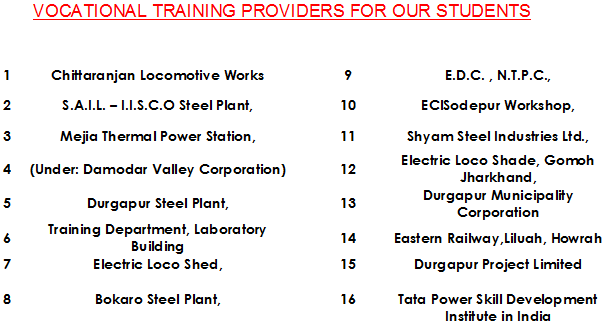 VOCATIONAL TRAINING PROVIDERS FOR OUR STUDENTS
1 Chittaranjan Locomotive Works 9 E.D.C. , N.T.P.C.,
2 S.A.I.L. – I.I.S.C.O Steel Plant, 10 ECISodepur Workshop,
3 Mejia Thermal Power Station, 11 Shyam Steel Industries Ltd.,
4 (Under: Damodar Valley Corporation) 12 Electric Loco Shade, Gomoh
Jharkhand,
5 Durgapur Steel Plant, 13 Durgapur Municipality
Corporation
6 Training Department, Laboratory
Building 14 Eastern Railway,Liluah, Howrah
7 Electric Loco Shed, 15 Durgapur Project Limited
8 Bokaro Steel Plant, 16 Tata Power Skill Development
Institute in India